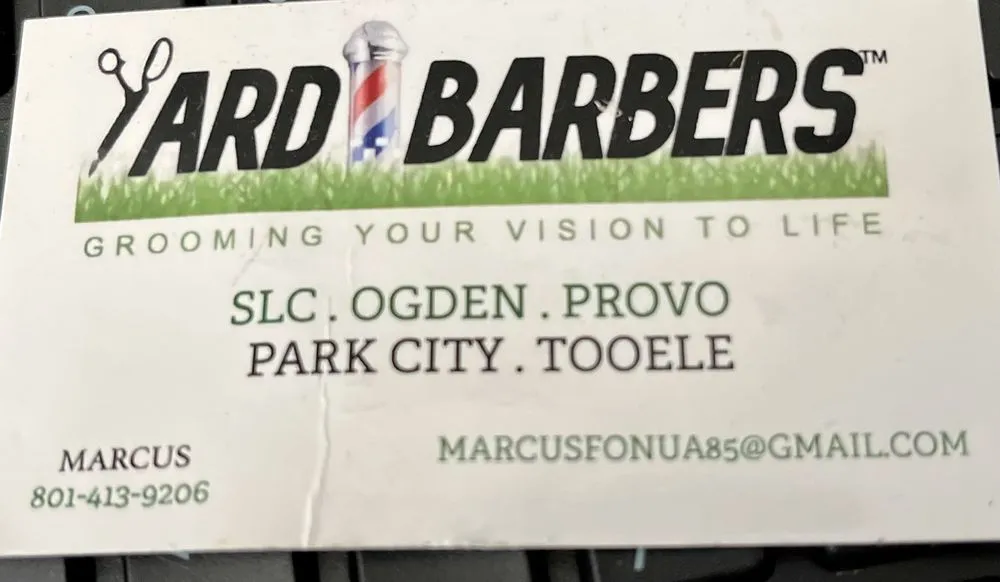 YARD BARBERS™
GROOMING YOUR VISION TO LIFE
SLC . OGDEN . PROVO
PARK CITY . TOOELE
MARCUS
801-413-9206
MARCUSFONUA85@GMAIL.COM